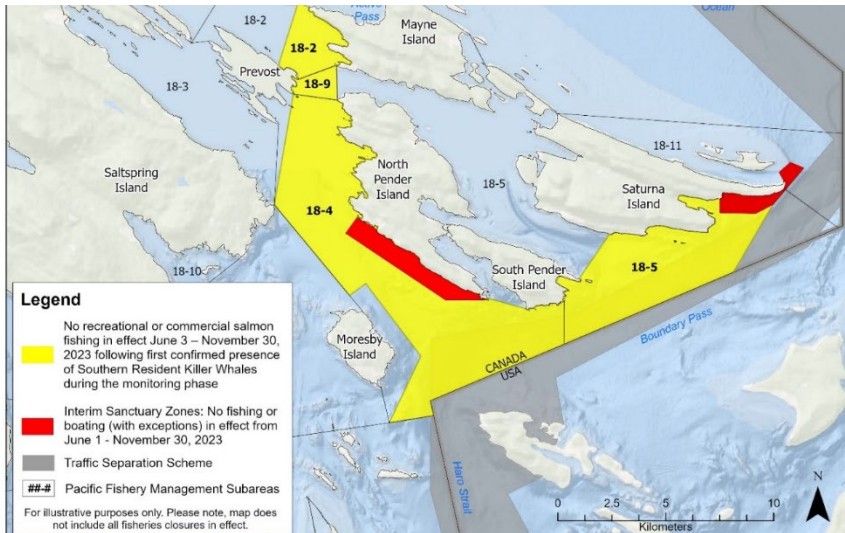 Active
Pass
Ocean
18-2
18-2
Mayne
Island
Prevost
18-9
18-3
18-11
Saltspring
Island
North
Pender
Island
18-5
Saturna
Island
18-4
18-10
South Pender
Island
18-5
Moresby
Island
Boundary Pass
CANADA
USA
Haro Strait
Legend
No recreational or commercial salmon
fishing in effect June 3 – November 30,
2023 following first confirmed presence
of Southern Resident Killer Whales
during the monitoring phase
Interim Sanctuary Zones: No fishing or
boating (with exceptions) in effect from
June 1 - November 30, 2023
Traffic Separation Scheme
##-# Pacific Fishery Management Subareas
For illustrative purposes only. Please note, map does
not include all fisheries closures in effect.
N
0 2.5 5 10
Kilometers